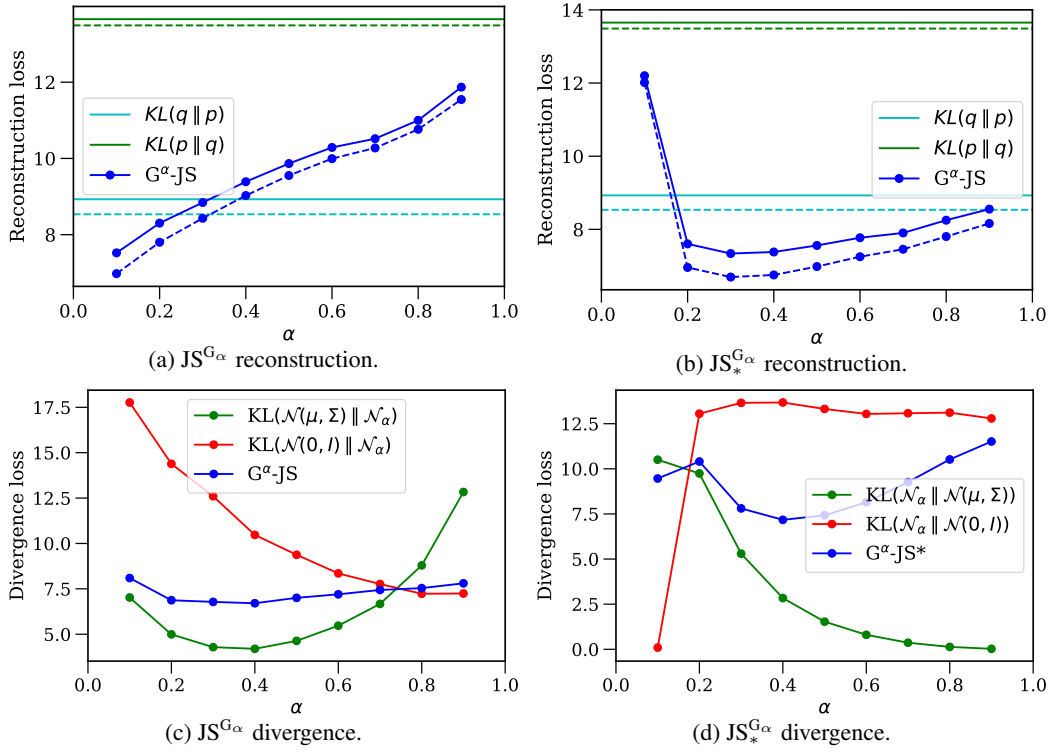 12
10
8
Reconstruction loss
KL(q ∥ p)
KL(p ∥ q)
G^α-JS
0.0 0.2 0.4 0.6 0.8 1.0
α
(a) JS^{G_α} reconstruction.
14
12
10
8
Reconstruction loss
KL(q ∥ p)
KL(p ∥ q)
G^α-JS
0.0 0.2 0.4 0.6 0.8 1.0
α
(b) JS_*^{G_α} reconstruction.
17.5
15.0
12.5
10.0
7.5
5.0
Divergence loss
KL(𝒩(μ, Σ) ∥ 𝒩_α)
KL(𝒩(0, I) ∥ 𝒩_α)
G^α-JS
0.0 0.2 0.4 0.6 0.8 1.0
α
(c) JS^{G_α} divergence.
12.5
10.0
7.5
5.0
2.5
0.0
Divergence loss
KL(𝒩_α ∥ 𝒩(μ, Σ))
KL(𝒩_α ∥ 𝒩(0, I))
G^α-JS*
0.0 0.2 0.4 0.6 0.8 1.0
α
(d) JS_*^{G_α} divergence.